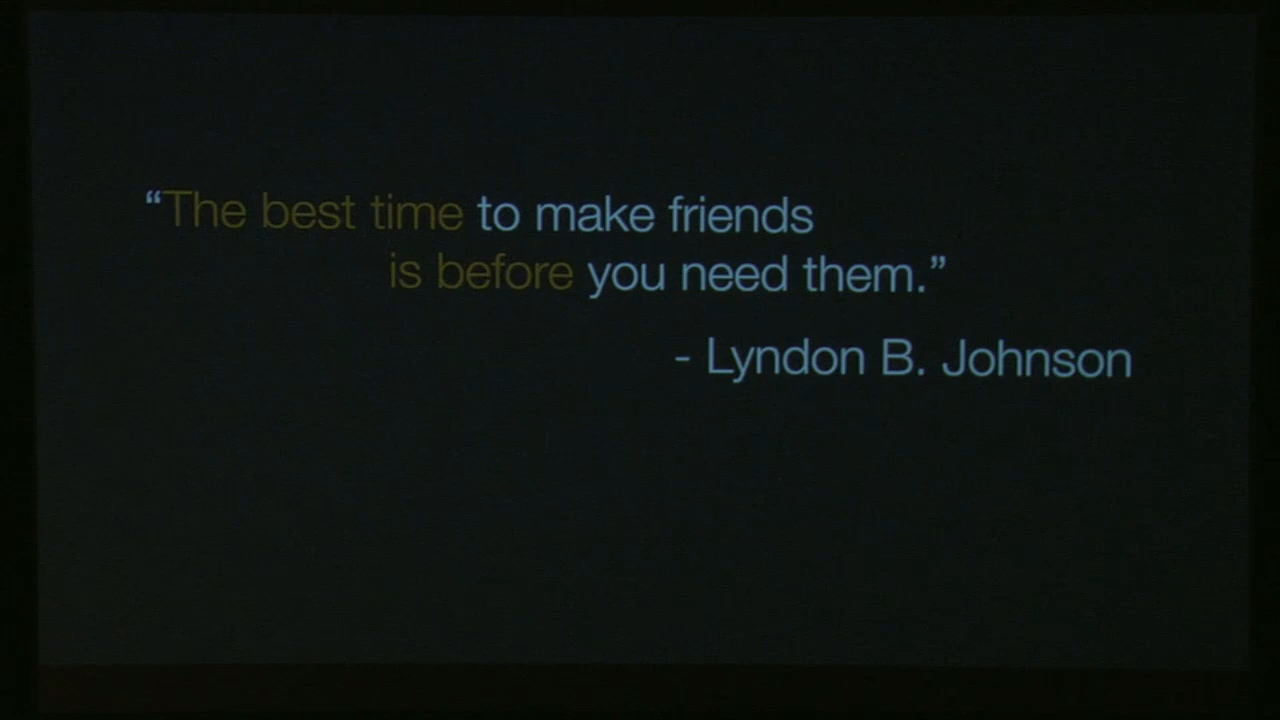 “The best time to make friends
is before you need them.”
- Lyndon B. Johnson